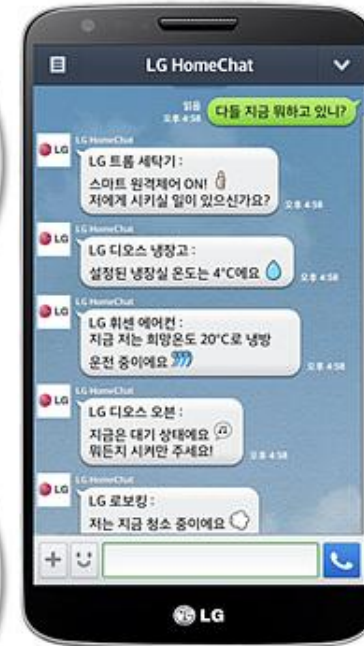 LG HomeChat
다들 지금 뭐하고 있니?
읽음
오후 4:58
LG HomeChat
LG 트롬 세탁기 :
스마트 원격제어 ON!
저에게 시키실 일이 있으신가요?
오후 4:58
LG HomeChat
LG 디오스 냉장고 :
설정된 냉장실 온도는 4°C에요
오후 4:58
LG HomeChat
LG 휘센 에어컨 :
지금 저는 희망온도 20°C로 냉방
운전 중이에요
오후 4:58
LG HomeChat
LG 디오스 오븐 :
지금은 대기 상태에요
뭐든지 시켜만 주세요!
오후 4:58
LG HomeChat
LG 로보킹 :
저는 지금 청소 중이에요
LG
LG
LG
LG
LG
LG